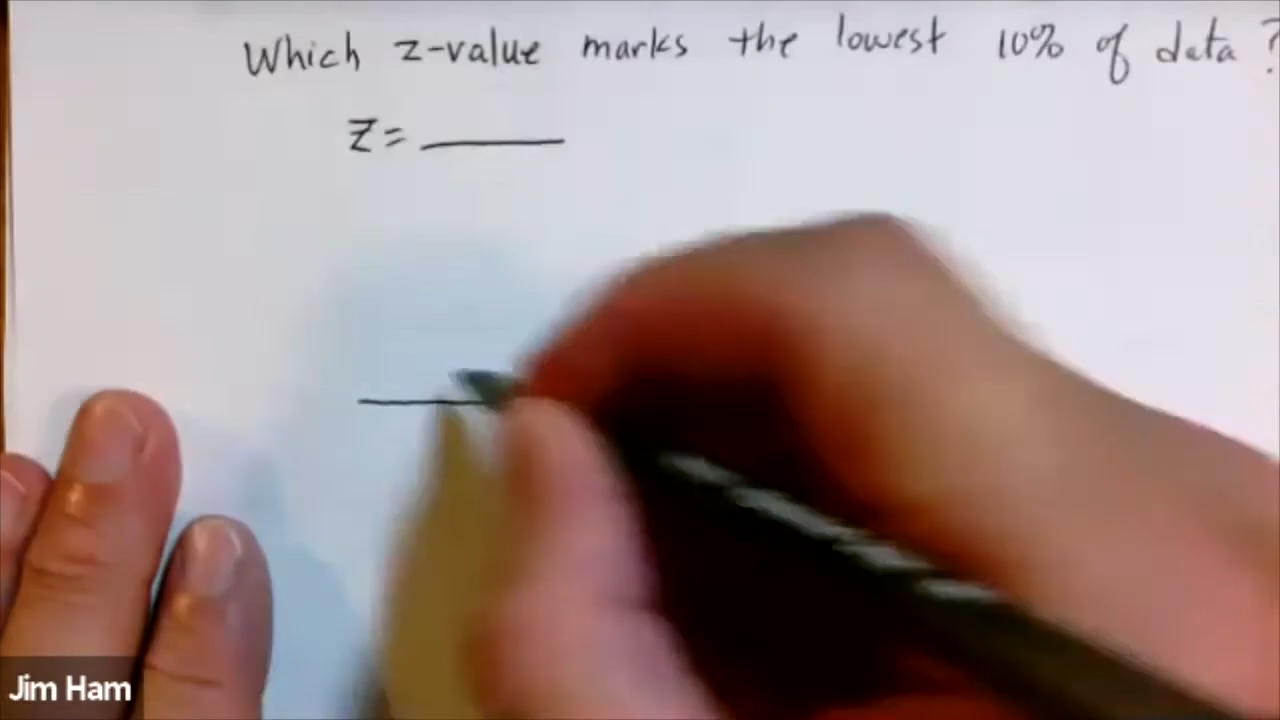 Which z-value marks the lowest 10% of data?
z= ______
Jim Ham